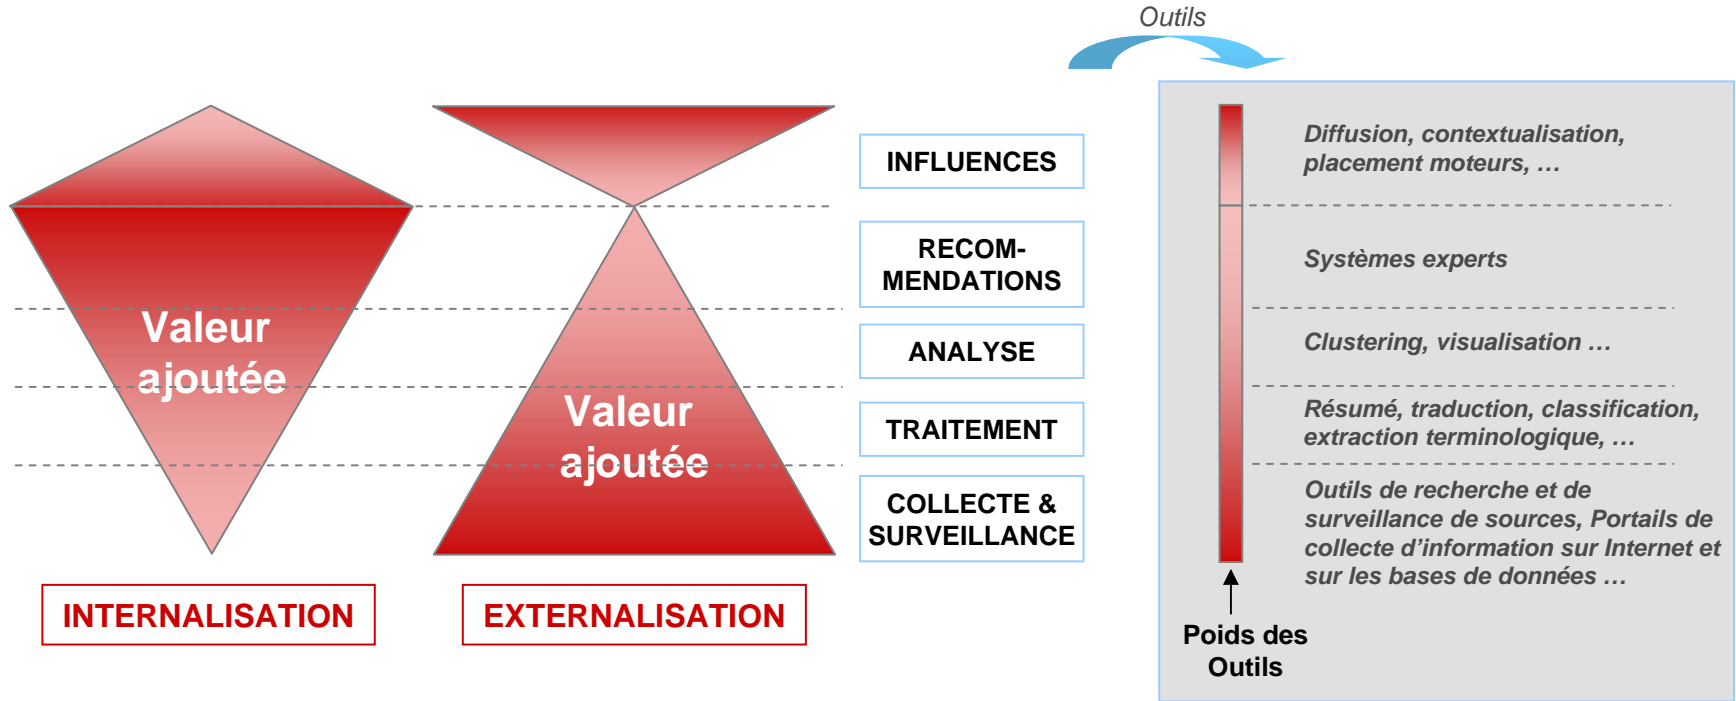 Outils
Valeur
ajoutée
INTERNALISATION
Valeur
ajoutée
EXTERNALISATION
INFLUENCES
RECOM-
MENDATIONS
ANALYSE
TRAITEMENT
COLLECTE &
SURVEILLANCE
Diffusion, contextualisation,
placement moteurs, …
Systèmes experts
Clustering, visualisation …
Résumé, traduction, classification,
extraction terminologique, …
Outils de recherche et de
surveillance de sources, Portails de
collecte d’information sur Internet et
sur les bases de données …
Poids des
Outils